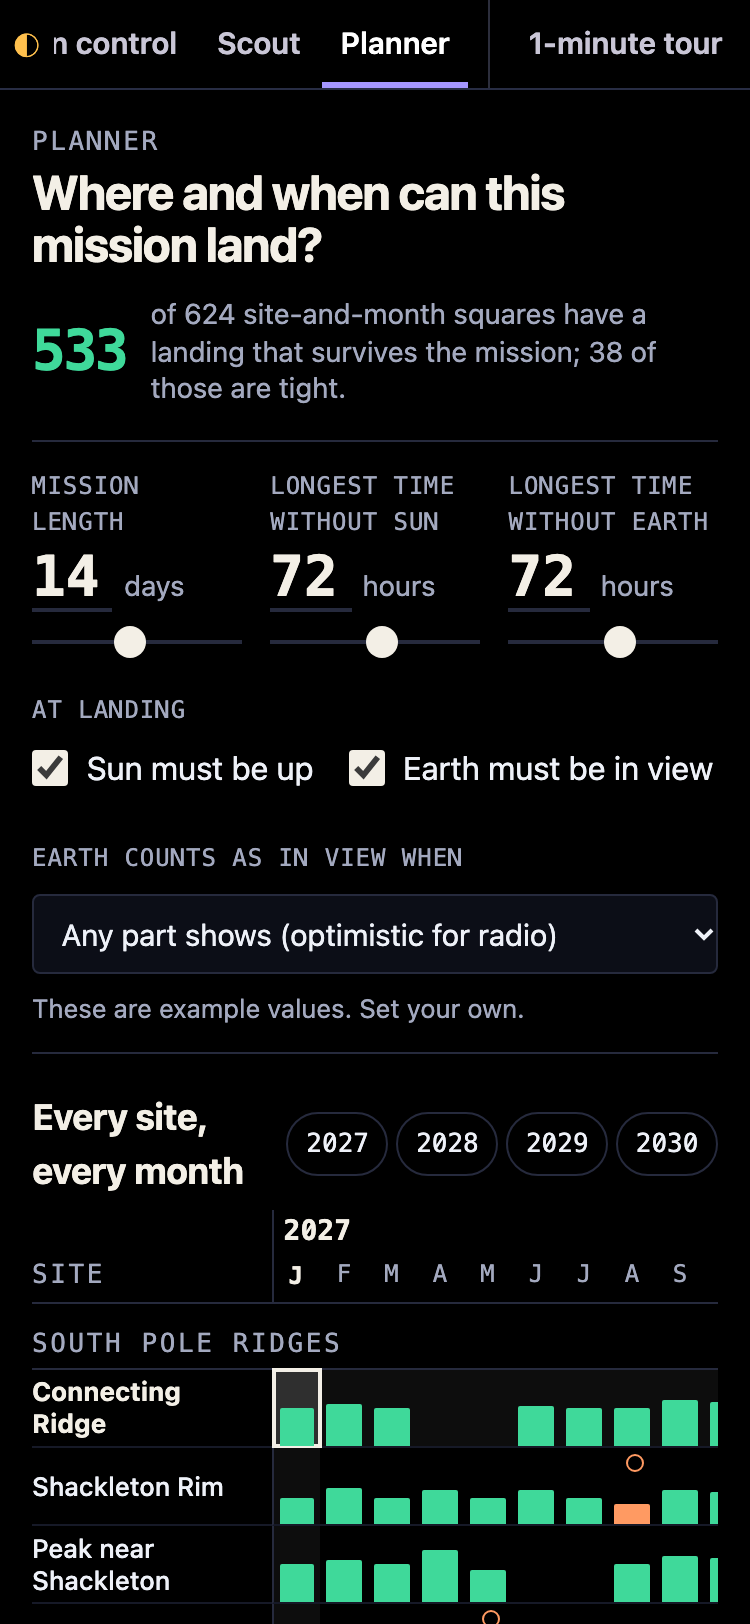 n control Scout Planner 1-minute tour
PLANNER
Where and when can this
mission land?
533
of 624 site-and-month squares have a
landing that survives the mission; 38 of
those are tight.
MISSION
LENGTH
14 days
LONGEST TIME
WITHOUT SUN
72 hours
LONGEST TIME
WITHOUT EARTH
72 hours
AT LANDING
Sun must be up Earth must be in view
EARTH COUNTS AS IN VIEW WHEN
Any part shows (optimistic for radio)
These are example values. Set your own.
Every site,
every month
2027 2028 2029 2030
2027
SITE J F M A M J J A S
SOUTH POLE RIDGES
Connecting
Ridge
Shackleton Rim
Peak near
Shackleton